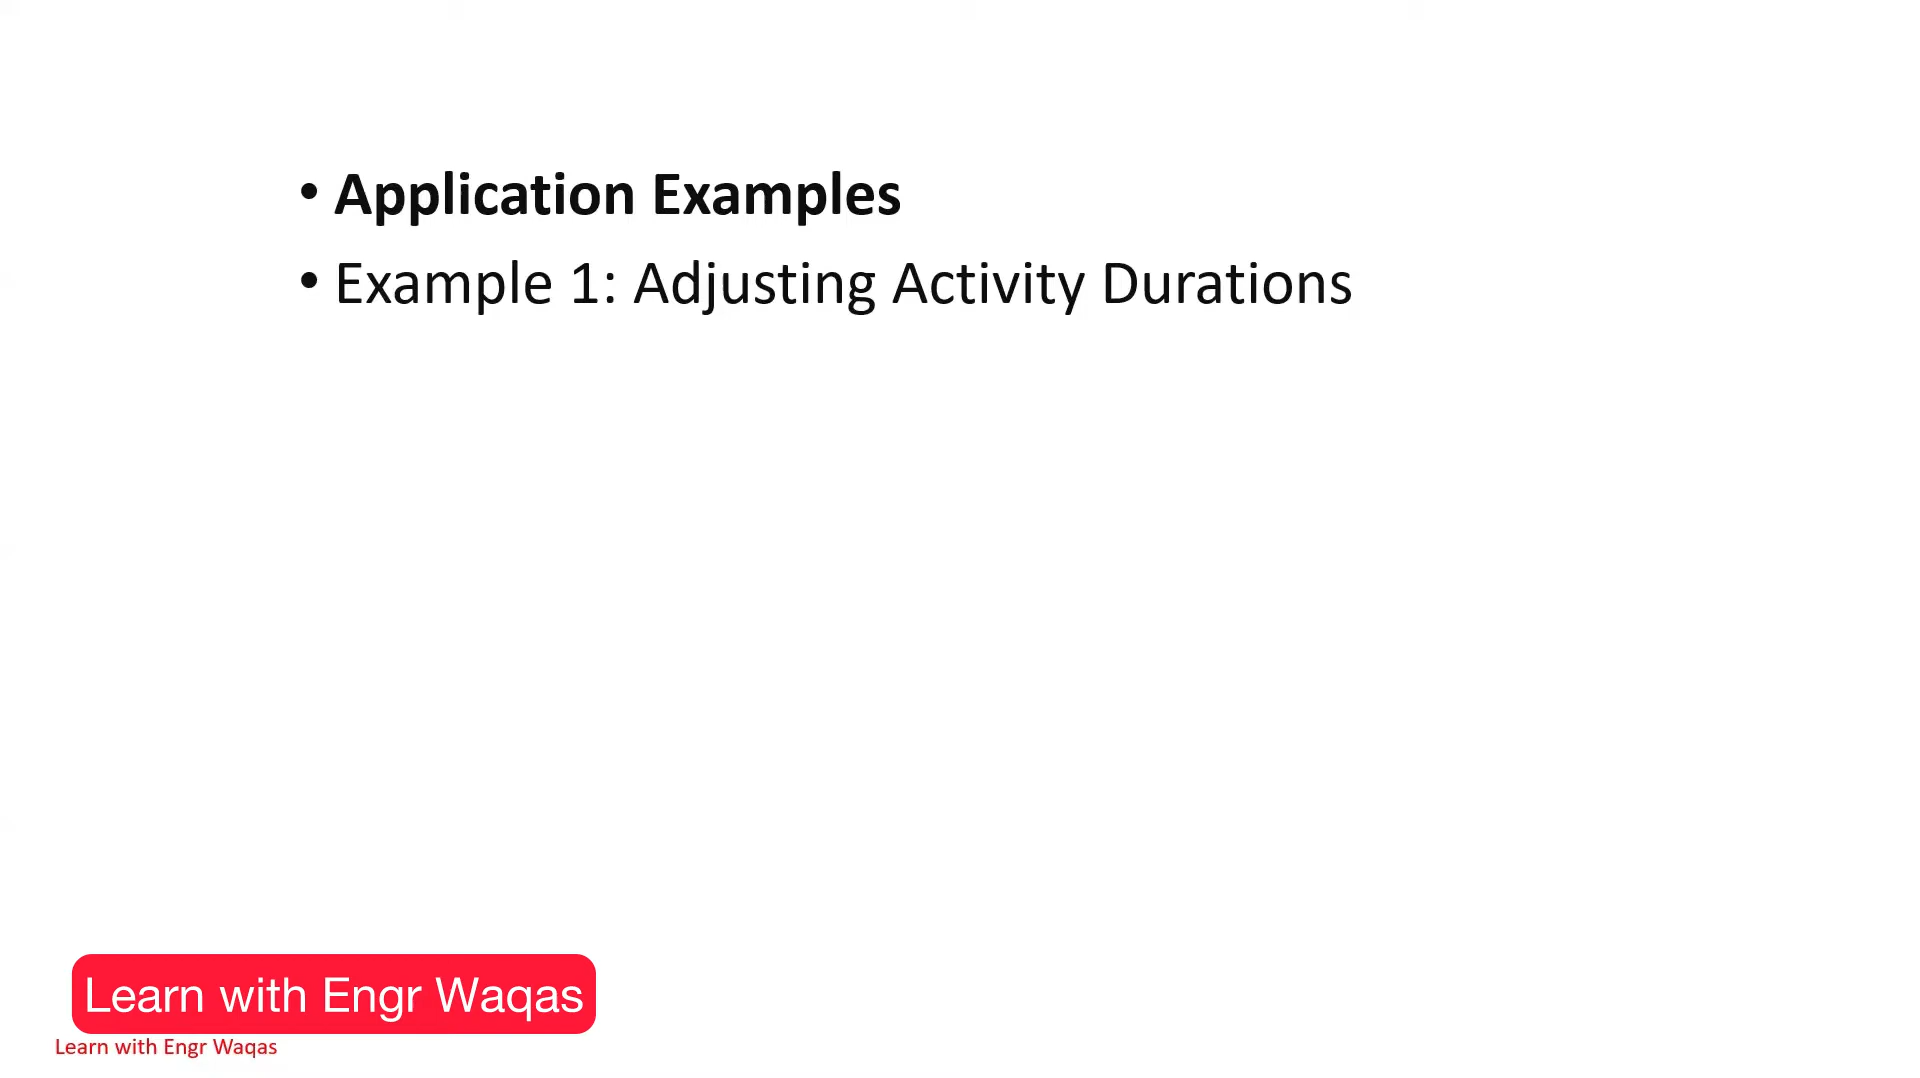 • Application Examples
• Example 1: Adjusting Activity Durations
Learn with Engr Waqas
Learn with Engr Waqas